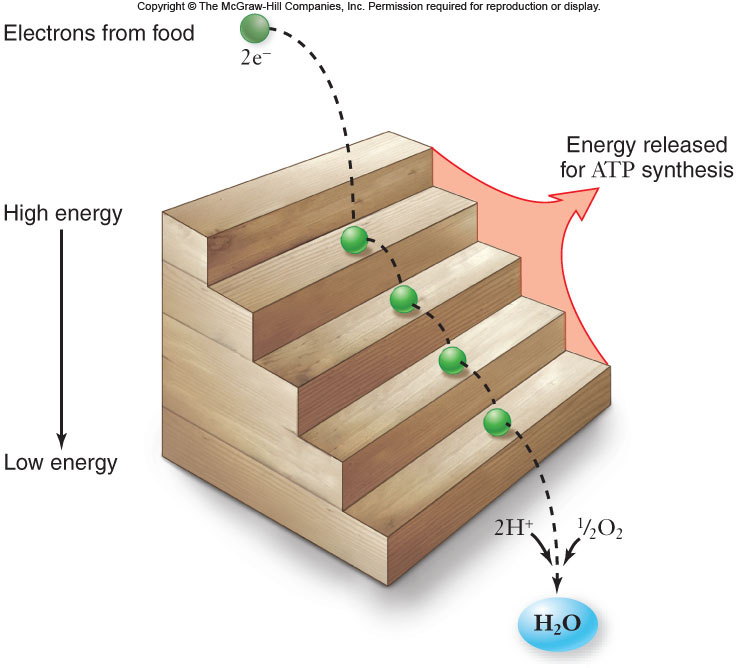 Copyright © The McGraw-Hill Companies, Inc. Permission required for reproduction or display.
Electrons from food
2e⁻
Energy released
for ATP synthesis
High energy
Low energy
2H⁺
½O₂
H₂O